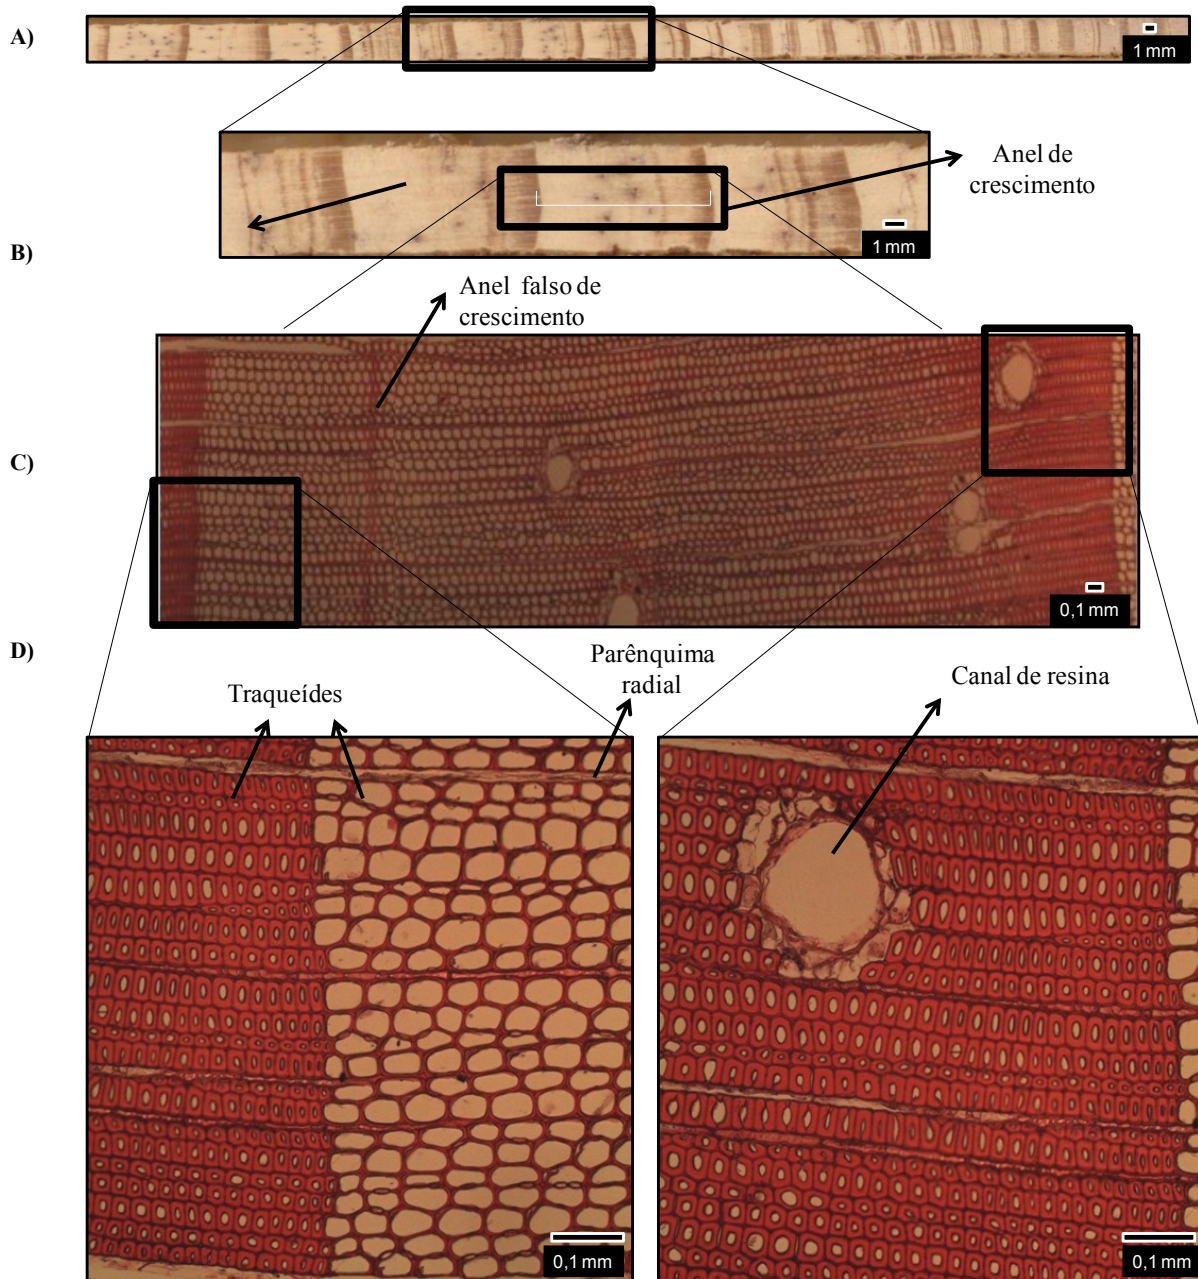 A)
1 mm
Anel de
crescimento
1 mm
B)
Anel falso de
crescimento
C)
0,1 mm
D)
Parênquima
radial
Canal de resina
Traqueídes
0,1 mm
0,1 mm